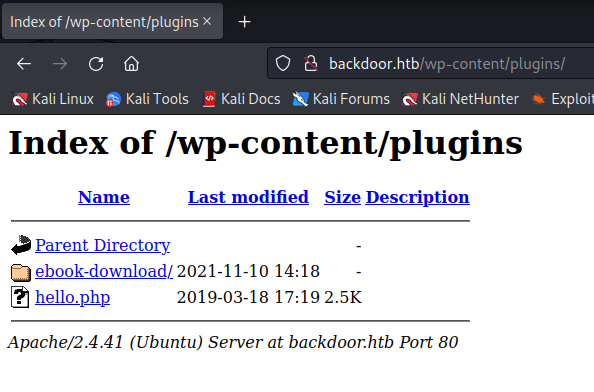 Index of /wp-content/plugins
backdoor.htb/wp-content/plugins/
Kali Linux Kali Tools Kali Docs Kali Forums Kali NetHunter Exploit
Index of /wp-content/plugins
Name Last modified Size Description
Parent Directory -
ebook-download/ 2021-11-10 14:18 -
hello.php 2019-03-18 17:19 2.5K
Apache/2.4.41 (Ubuntu) Server at backdoor.htb Port 80